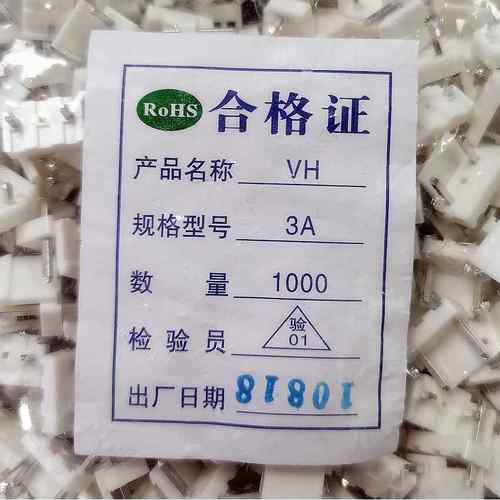 RoHS 合格证
产品名称 VH
规格型号 3A
数量 1000
检验员 验 01
出厂日期 10818